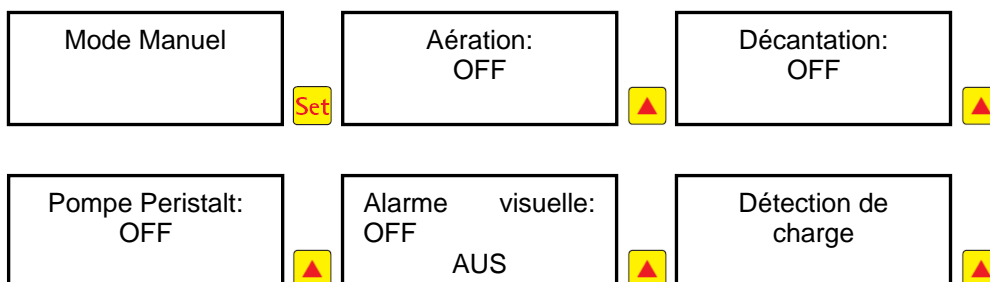 Mode Manuel
Set
Aération:
OFF
Décantation:
OFF
Pompe Peristalt:
OFF
Alarme visuelle:
OFF
AUS
Détection de
charge